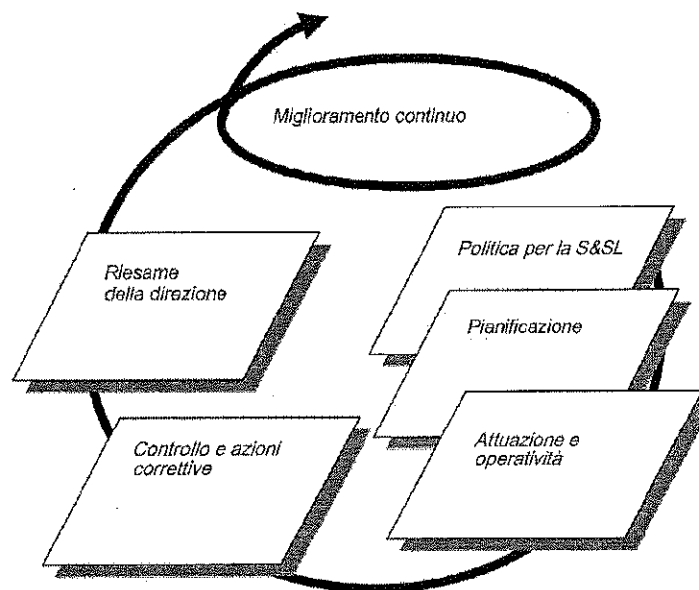 Miglioramento continuo
Politica per la S&SL
Pianificazione
Attuazione e
operatività
Controllo e azioni
correttive
Riesame
della direzione